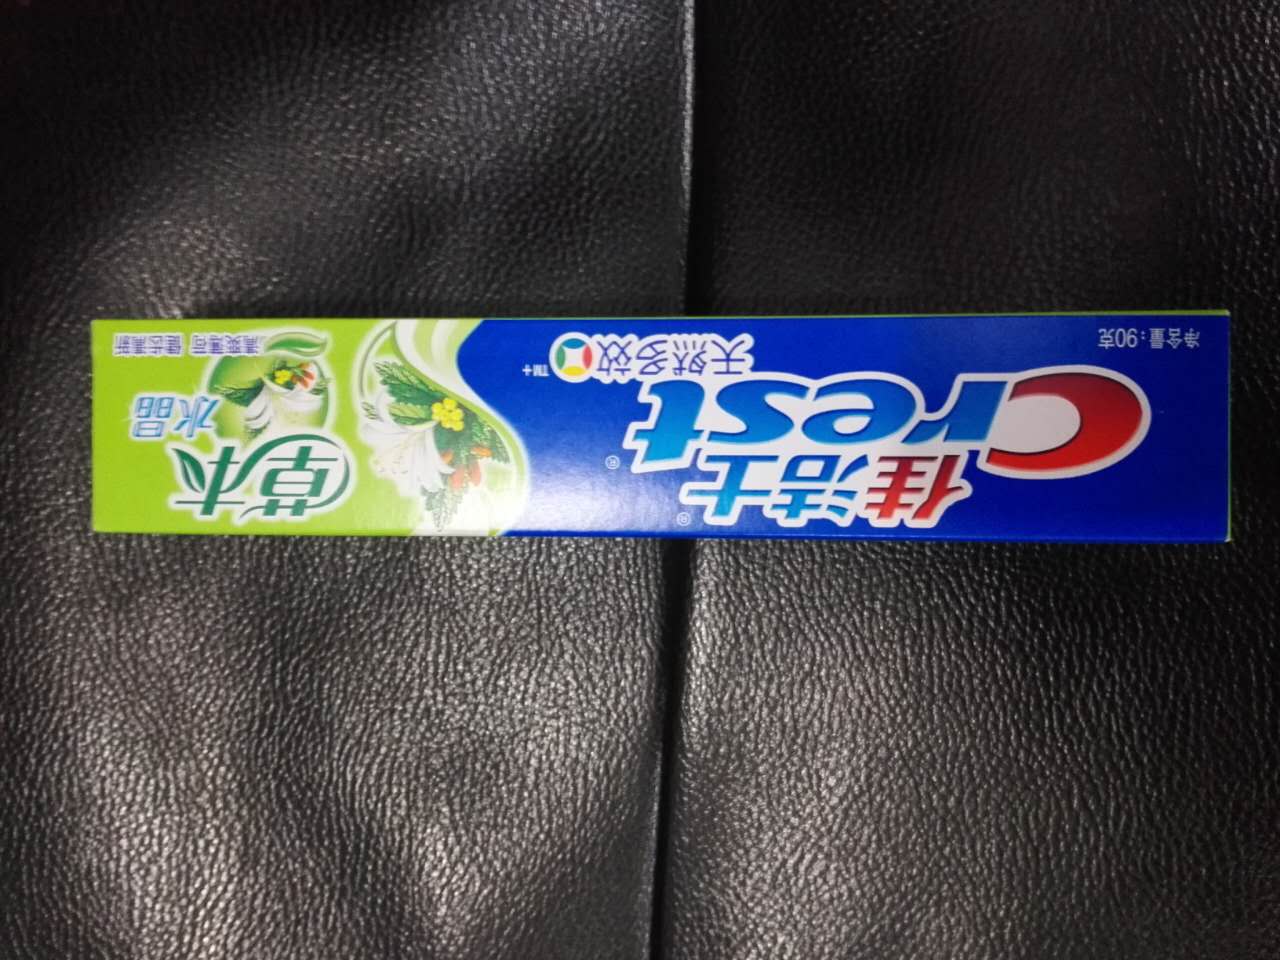 佳洁士®
Crest®
天然多效 TM+
净含量：90克
草本
水晶
清爽薄荷 健齿清新